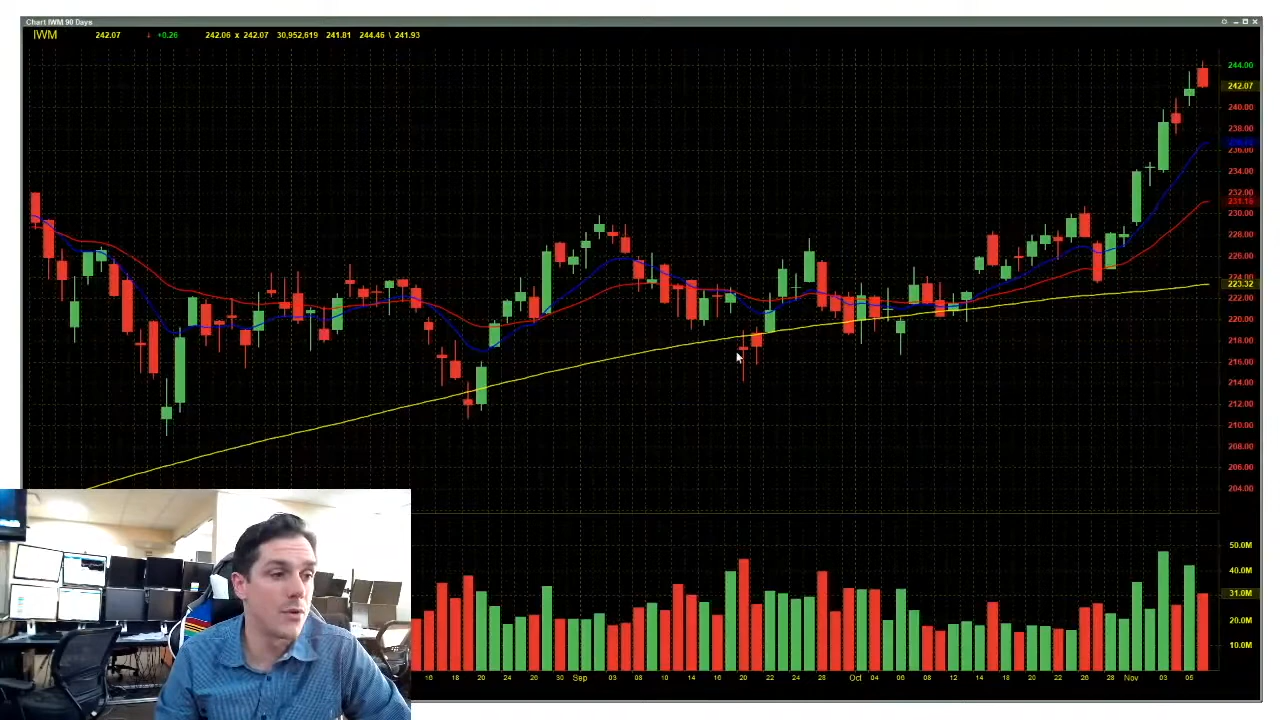 Chart IWM 90 Days
IWM 242.07 ↓ +0.26 242.06 x 242.07 30,952,619 241.81 244.46 \ 241.93
244.00
242.07
240.00
238.00
236.00
234.00
232.00
231.16
230.00
228.00
226.00
224.00
223.32
222.00
220.00
218.00
216.00
214.00
212.00
210.00
208.00
206.00
204.00
50.0M
40.0M
31.0M
20.0M
10.0M
16 18 20 24 26 30 Sep 02 08 10 14 16 20 22 24 28 Oct 04 06 08 12 14 18 20 22 26 28 Nov 03 05